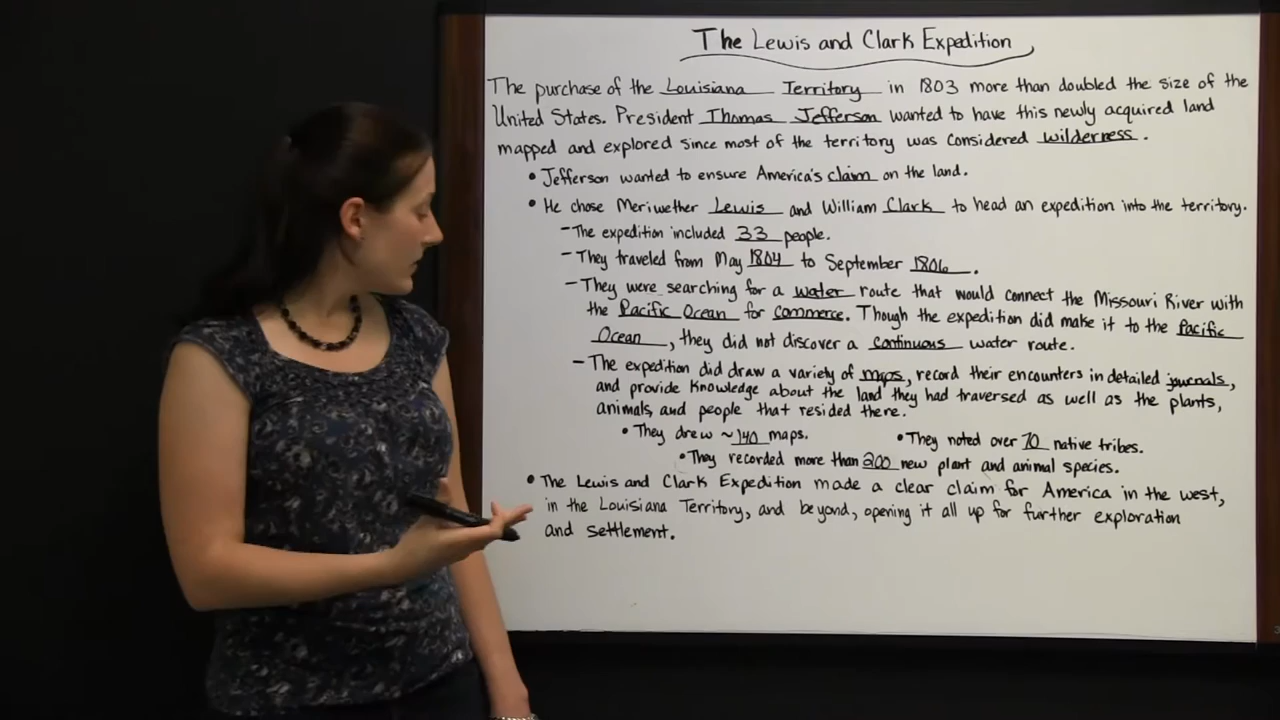 The Lewis and Clark Expedition
The purchase of the Louisiana Territory in 1803 more than doubled the size of the
United States. President Thomas Jefferson wanted to have this newly acquired land
mapped and explored since most of the territory was considered wilderness.
• Jefferson wanted to ensure America's claim on the land.
• He chose Meriwether Lewis and William Clark to head an expedition into the territory.
- The expedition included 33 people.
- They traveled from May 1804 to September 1806.
- They were searching for a water route that would connect the Missouri River with
the Pacific Ocean for commerce. Though the expedition did make it to the Pacific
Ocean, they did not discover a continuous water route.
- The expedition did draw a variety of maps, record their encounters in detailed journals,
and provide knowledge about the land they had traversed as well as the plants,
animals, and people that resided there.
• They drew ~140 maps. • They noted over 70 native tribes.
• They recorded more than 200 new plant and animal species.
• The Lewis and Clark Expedition made a clear claim for America in the west,
in the Louisiana Territory, and beyond, opening it all up for further exploration
and settlement.